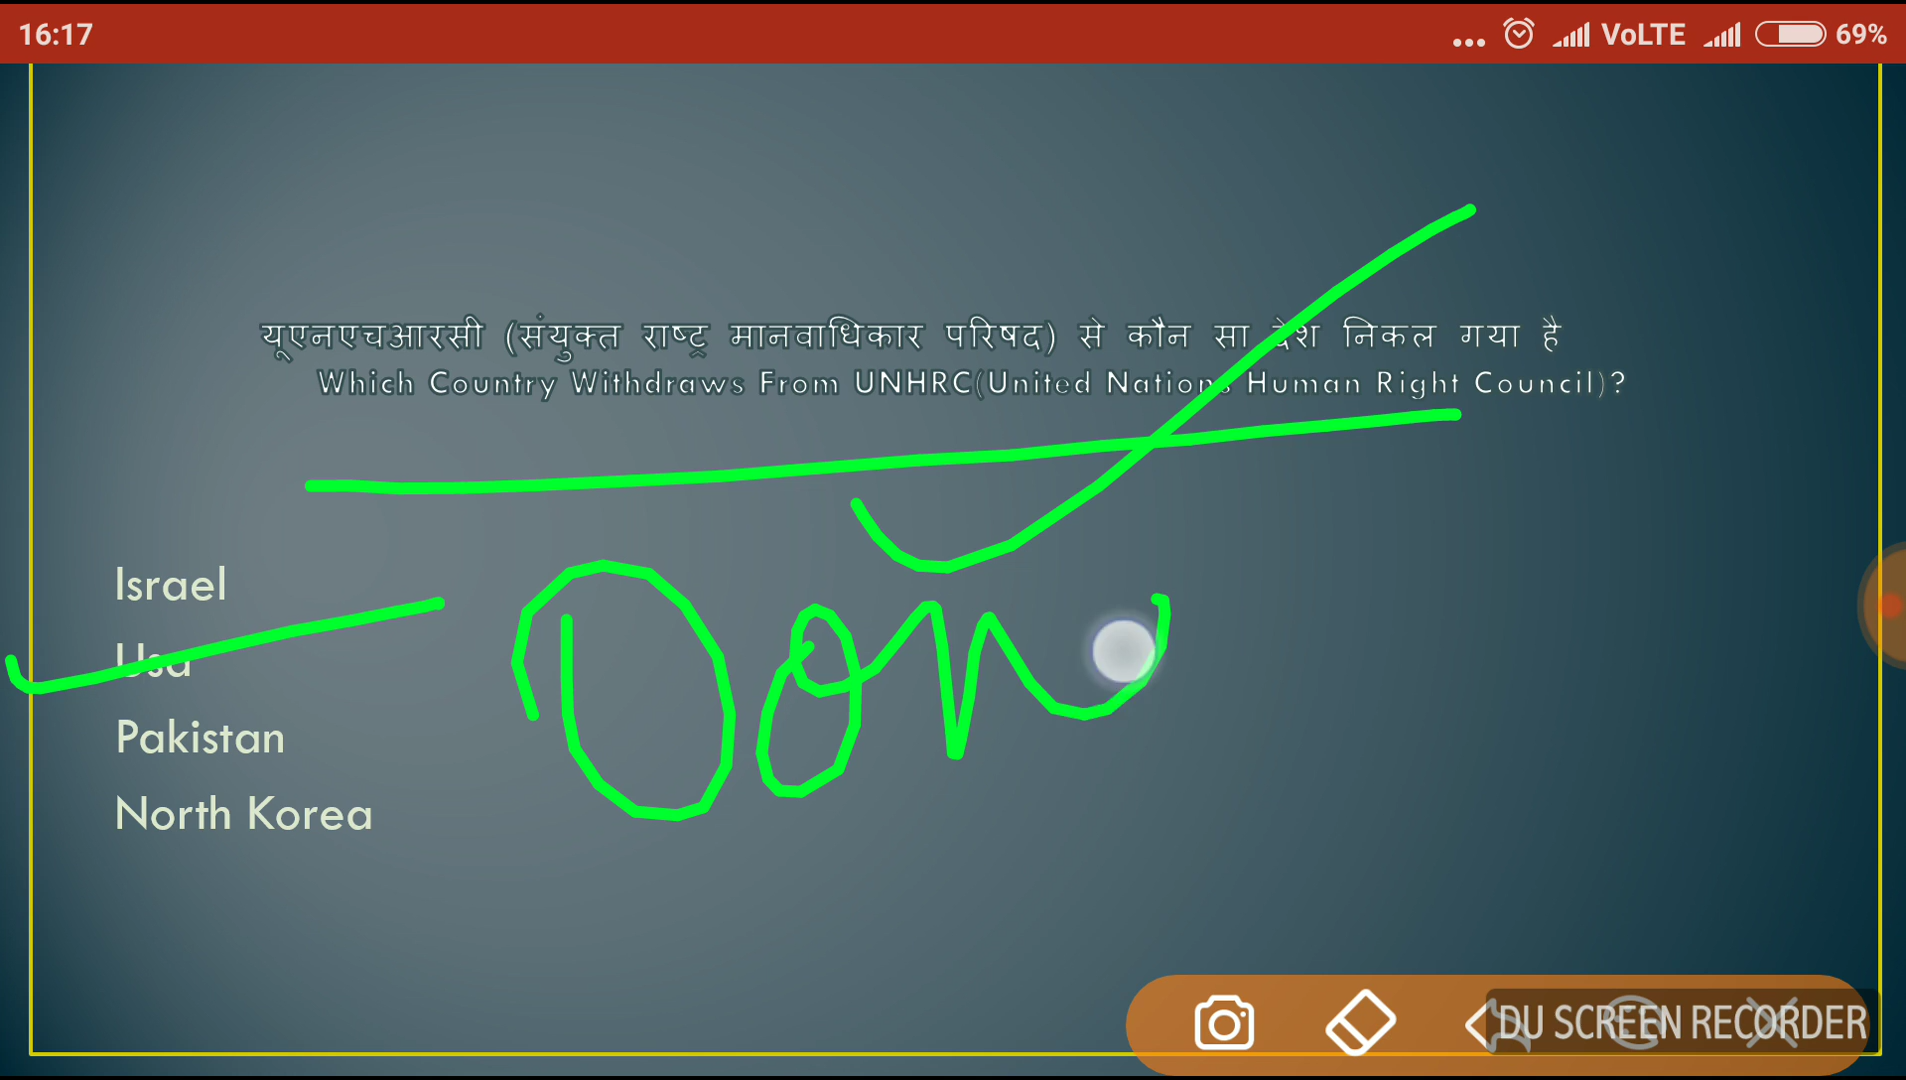 16:17
... VoLTE 69%
यूएनएचआरसी (संयुक्त राष्ट्र मानवाधिकार परिषद) से कौन सा देश निकल गया है
Which Country Withdraws From UNHRC(United Nations Human Right Council)?
Israel
Usa
Pakistan
North Korea
Don
DU SCREEN RECORDER